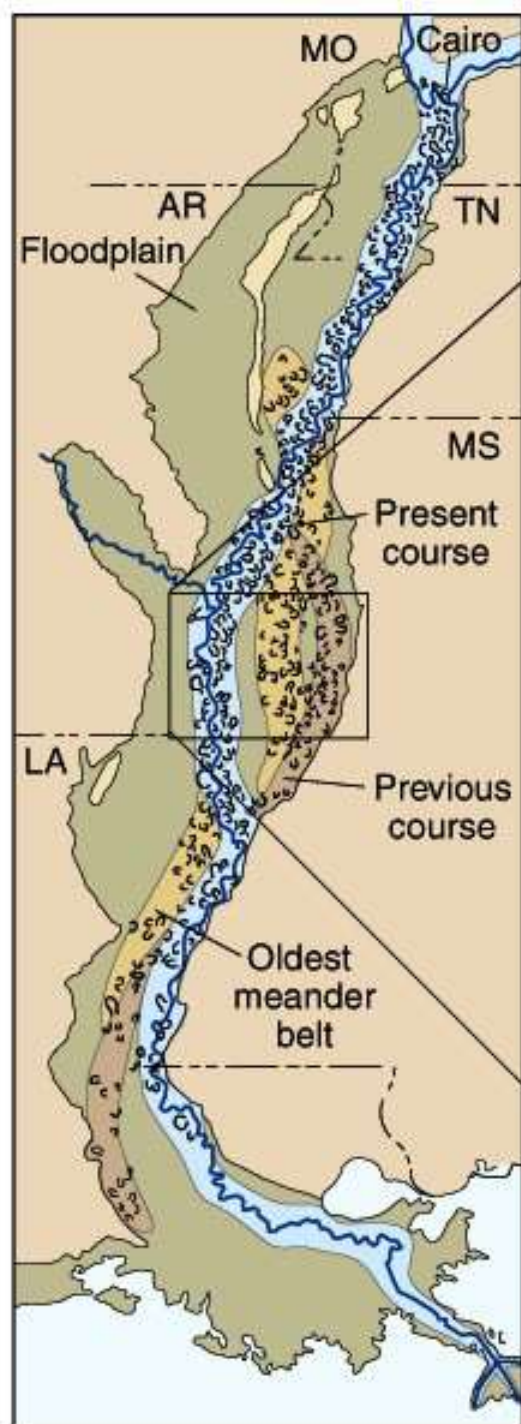 MO
Cairo
AR
TN
Floodplain
MS
Present
course
LA
Previous
course
Oldest
meander
belt